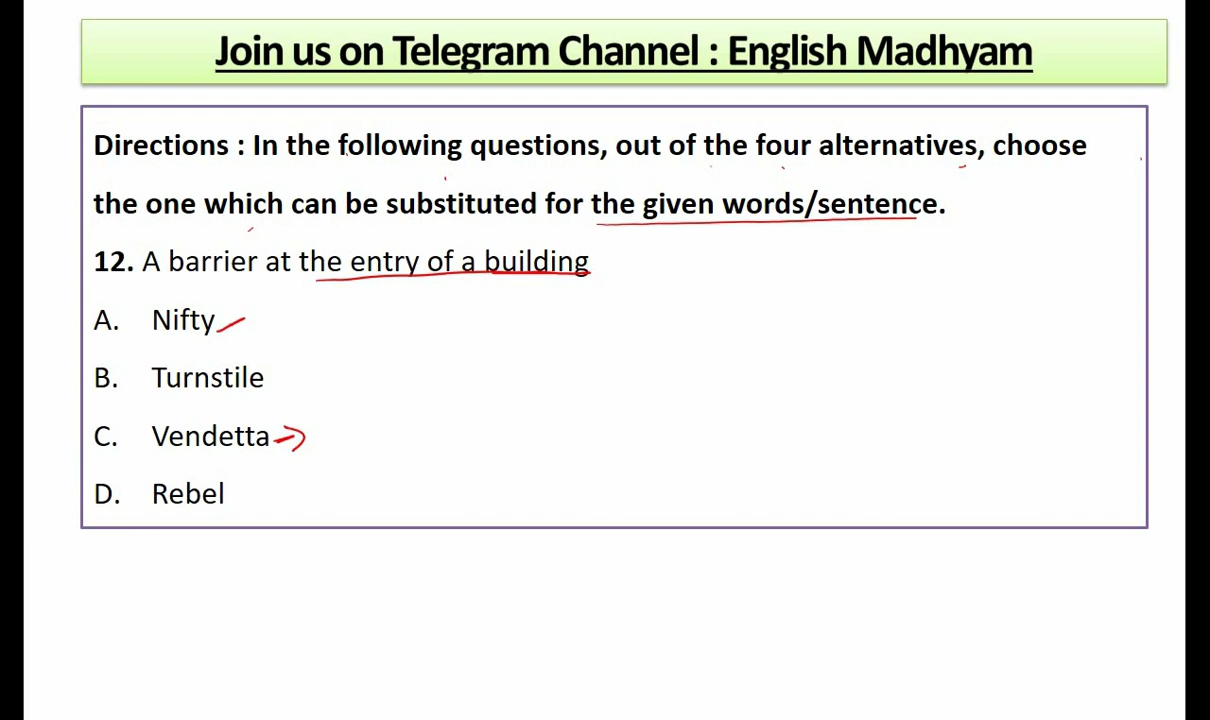 Join us on Telegram Channel : English Madhyam
Directions : In the following questions, out of the four alternatives, choose
the one which can be substituted for the given words/sentence.
12. A barrier at the entry of a building
A. Nifty
B. Turnstile
C. Vendetta
D. Rebel